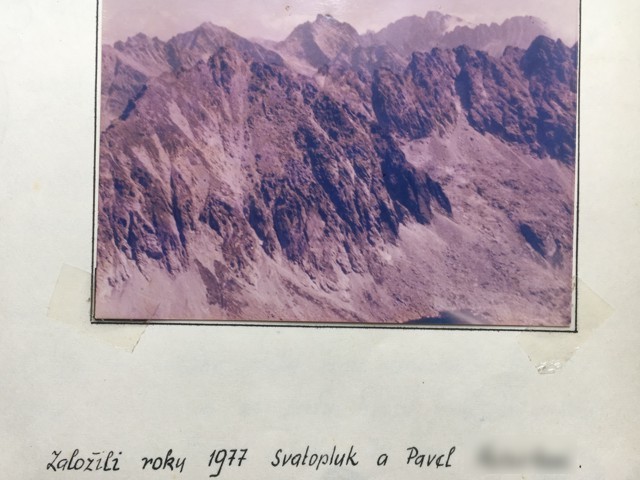 Založili roku 1977 Svatopluk a Pavel .